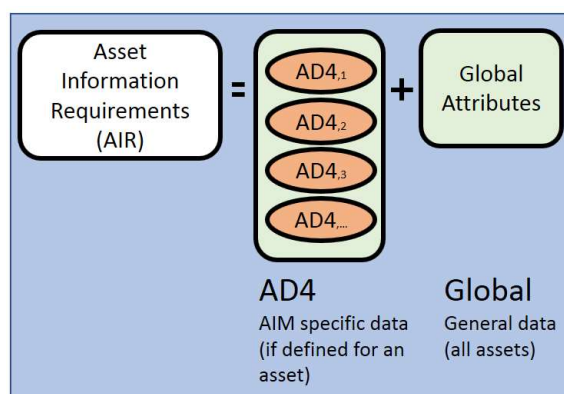 Asset
Information
Requirements
(AIR)
=
AD4,1
AD4,2
AD4,3
AD4,...
+
Global
Attributes
AD4
AIM specific data
(if defined for an
asset)
Global
General data
(all assets)